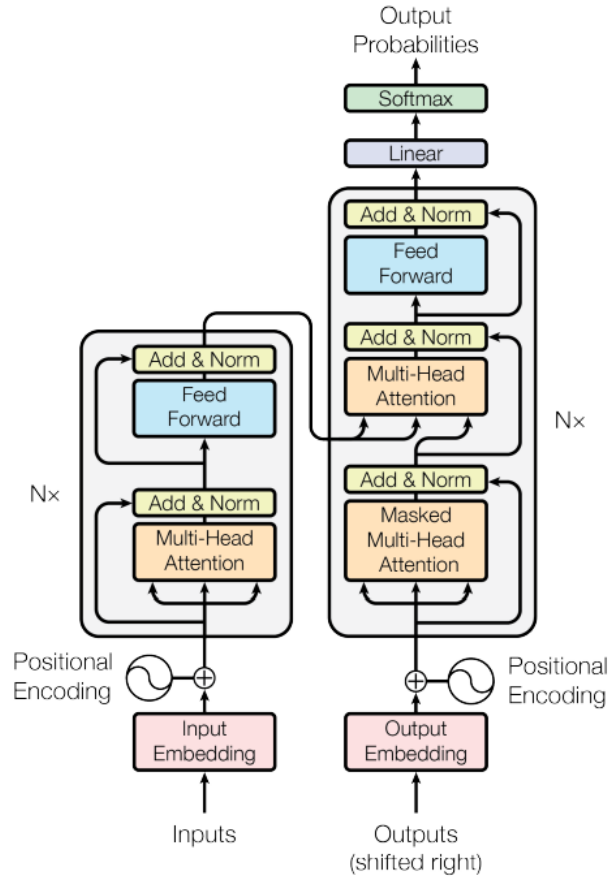 Output
Probabilities
Softmax
Linear
Add & Norm
Feed
Forward
Add & Norm
Multi-Head
Attention
Add & Norm
Masked
Multi-Head
Attention
Nx
Add & Norm
Feed
Forward
Add & Norm
Multi-Head
Attention
Nx
Positional
Encoding
Input
Embedding
Inputs
Positional
Encoding
Output
Embedding
Outputs
(shifted right)